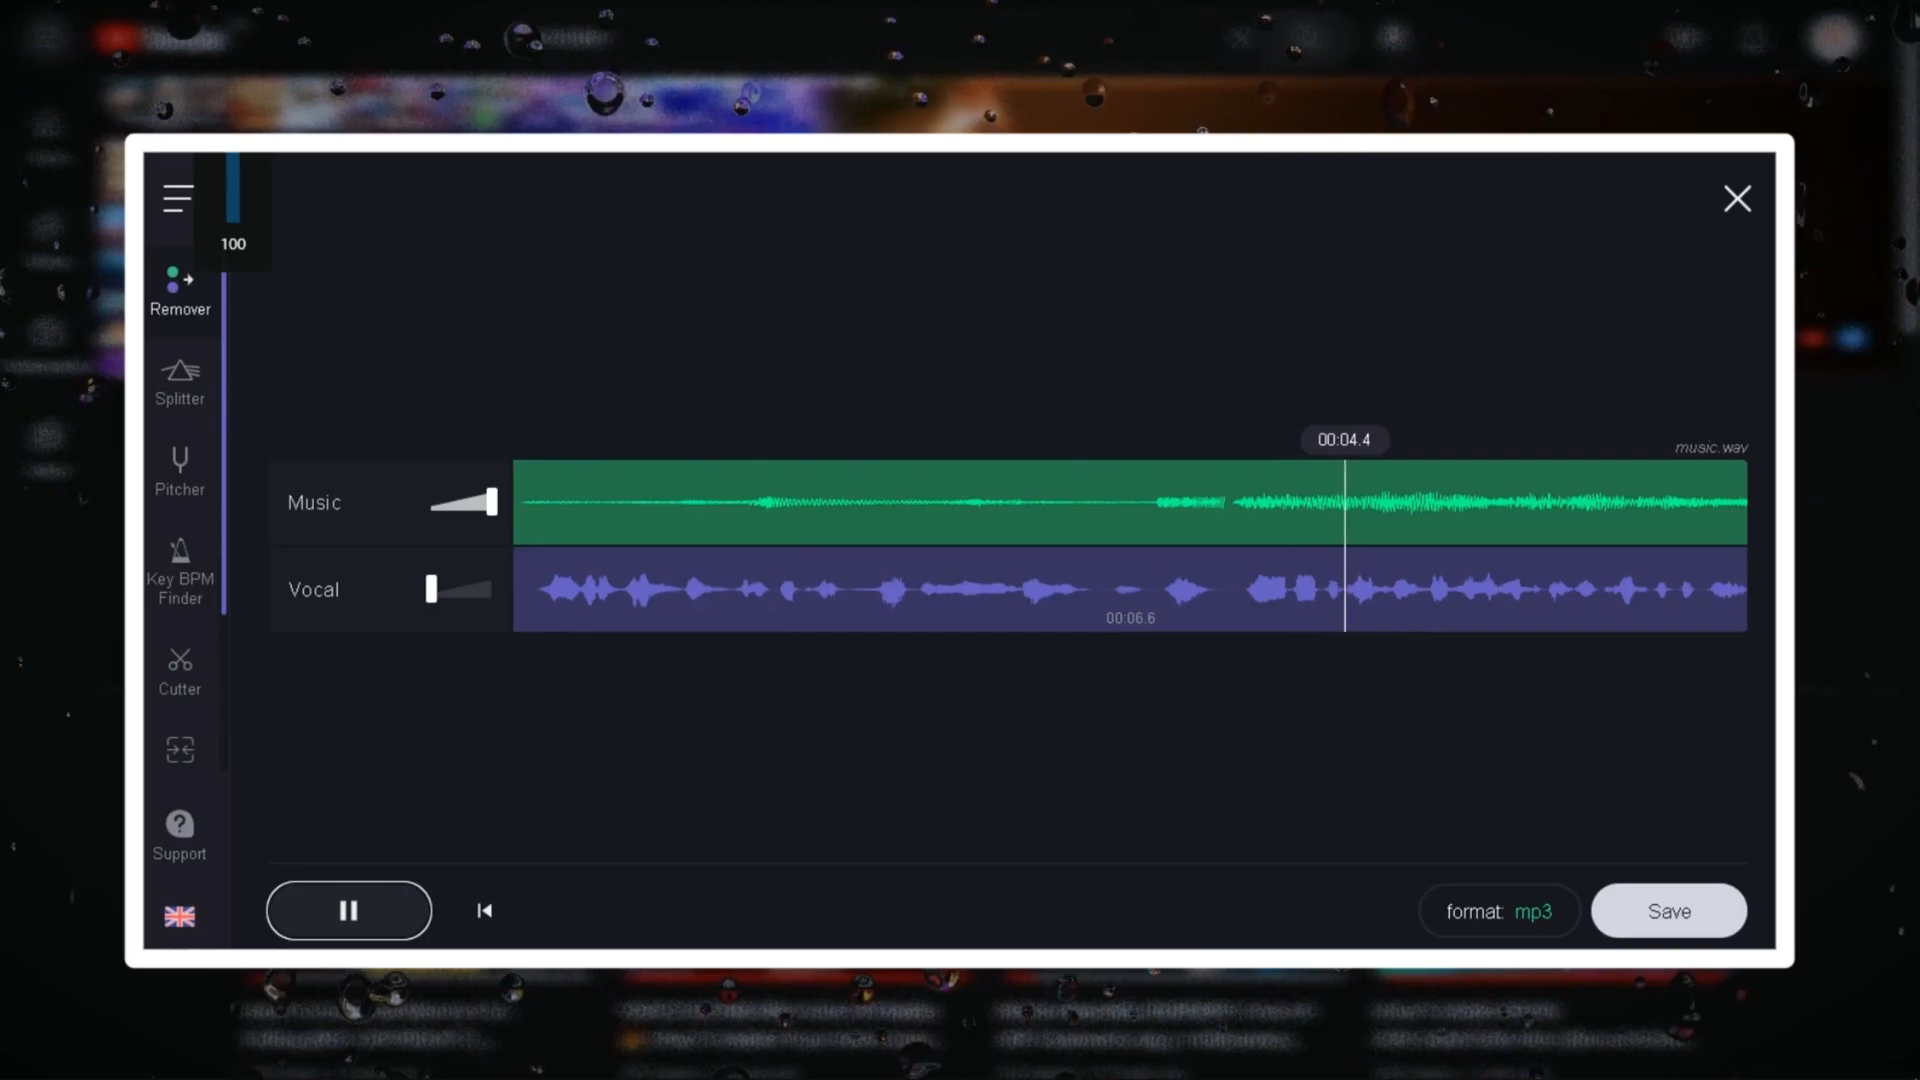 100
Remover
Splitter
Pitcher
Key BPM
Finder
Cutter
Support
00:04.4
music.wav
Music
Vocal
00:06.6
format: mp3
Save